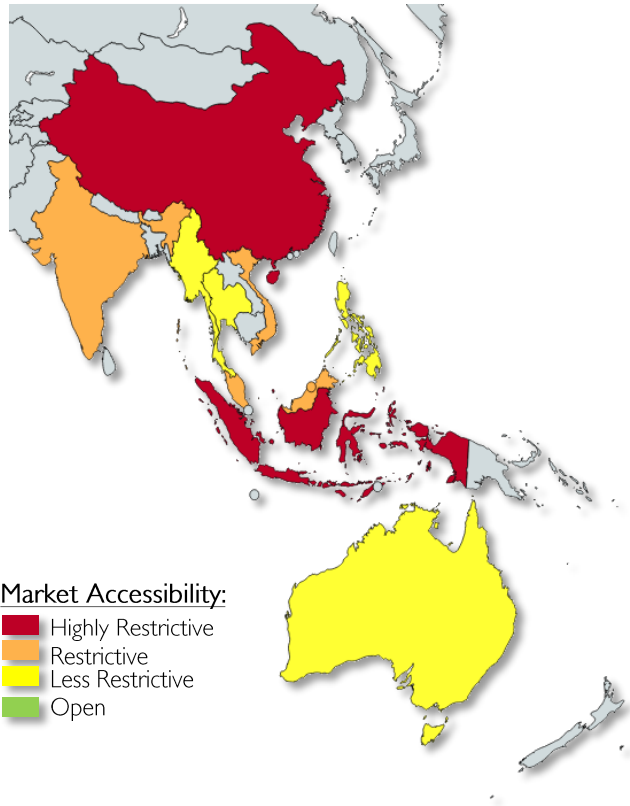 Market Accessibility:
Highly Restrictive
Restrictive
Less Restrictive
Open